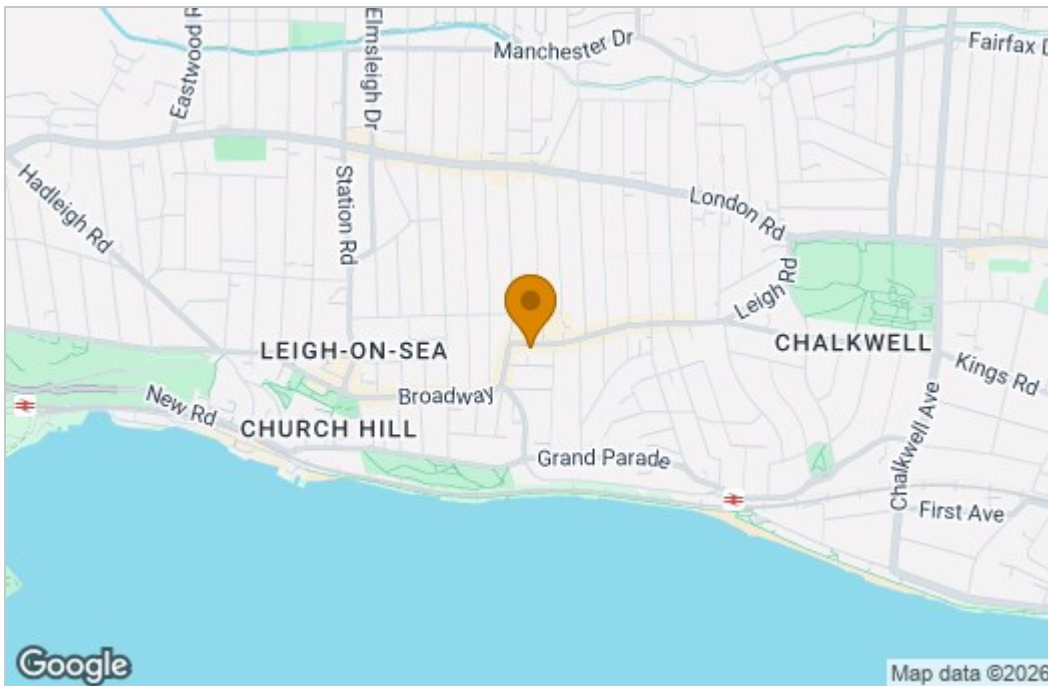 Eastwood R
Elmsleigh Dr
Manchester Dr
Fairfax D
Hadleigh Rd
Station Rd
London Rd
Leigh Rd
LEIGH-ON-SEA
CHALKWELL
Kings Rd
New Rd
Broadway
CHURCH HILL
Chalkwell Ave
Grand Parade
First Ave
Google
Map data ©2026